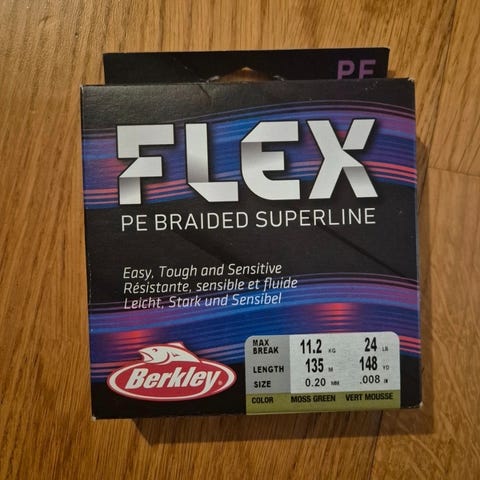 PE
FLEX
PE BRAIDED SUPERLINE
Easy, Tough and Sensitive
Résistante, sensible et fluide
Leicht, Stark und Sensibel
Berkley
MAX BREAK 11.2 KG 24 LB
LENGTH 135 M 148 YD
SIZE 0.20 MM .008 IN
COLOR MOSS GREEN VERT MOUSSE